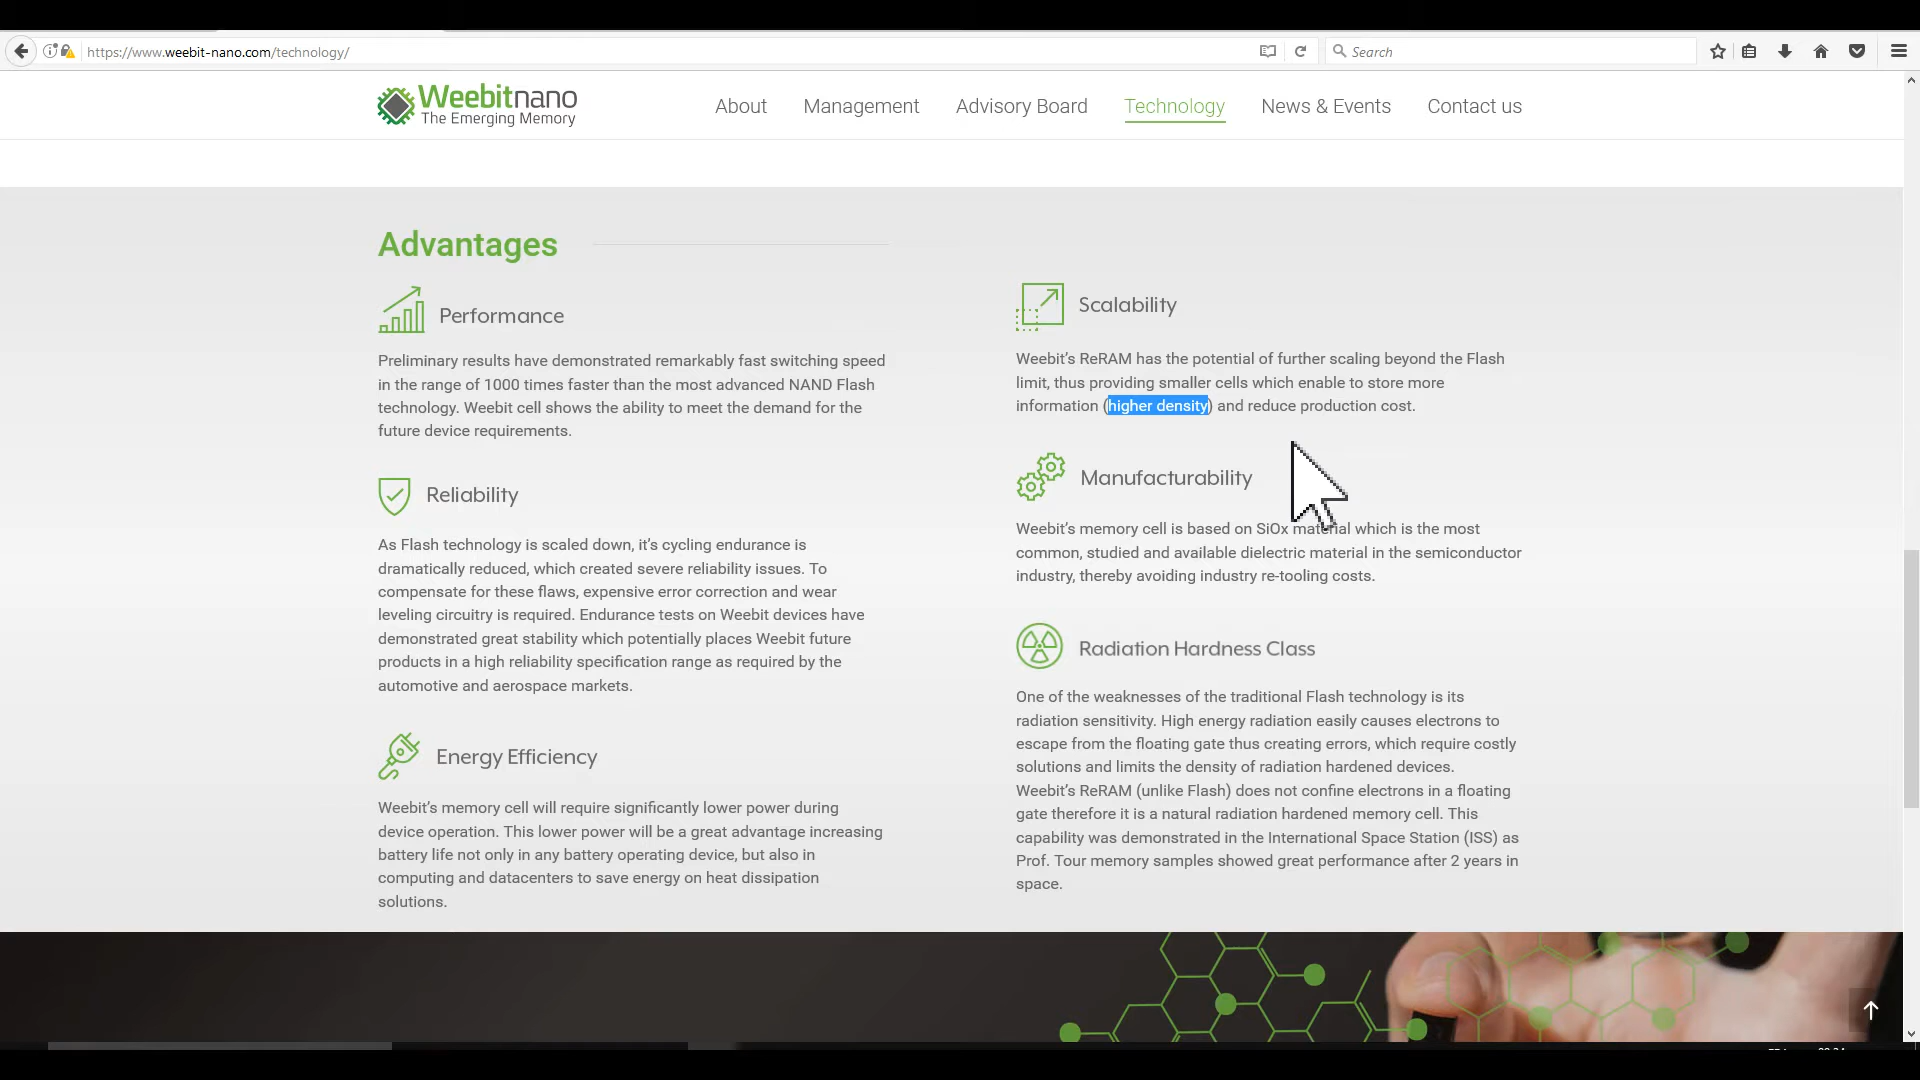 https://www.weebit-nano.com/technology/
Search
Weebitnano
The Emerging Memory
About
Management
Advisory Board
Technology
News & Events
Contact us
Advantages
Performance
Preliminary results have demonstrated remarkably fast switching speed
in the range of 1000 times faster than the most advanced NAND Flash
technology. Weebit cell shows the ability to meet the demand for the
future device requirements.
Reliability
As Flash technology is scaled down, it’s cycling endurance is
dramatically reduced, which created severe reliability issues. To
compensate for these flaws, expensive error correction and wear
leveling circuitry is required. Endurance tests on Weebit devices have
demonstrated great stability which potentially places Weebit future
products in a high reliability specification range as required by the
automotive and aerospace markets.
Energy Efficiency
Weebit’s memory cell will require significantly lower power during
device operation. This lower power will be a great advantage increasing
battery life not only in any battery operating device, but also in
computing and datacenters to save energy on heat dissipation
solutions.
Scalability
Weebit’s ReRAM has the potential of further scaling beyond the Flash
limit, thus providing smaller cells which enable to store more
information (higher density) and reduce production cost.
Manufacturability
Weebit’s memory cell is based on SiOx material which is the most
common, studied and available dielectric material in the semiconductor
industry, thereby avoiding industry re-tooling costs.
Radiation Hardness Class
One of the weaknesses of the traditional Flash technology is its
radiation sensitivity. High energy radiation easily causes electrons to
escape from the floating gate thus creating errors, which require costly
solutions and limits the density of radiation hardened devices.
Weebit’s ReRAM (unlike Flash) does not confine electrons in a floating
gate therefore it is a natural radiation hardened memory cell. This
capability was demonstrated in the International Space Station (ISS) as
Prof. Tour memory samples showed great performance after 2 years in
space.